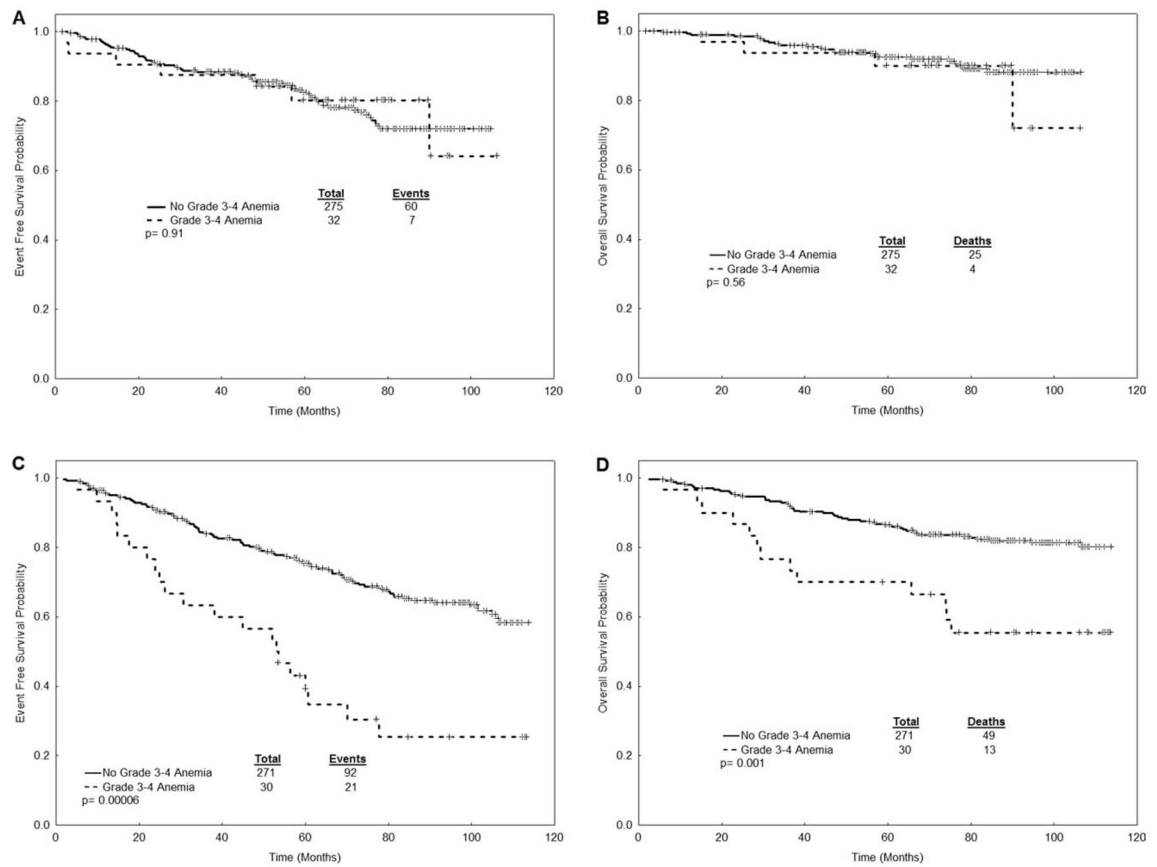 A
1.0
0.8
0.6
0.4
0.2
0.0
Event Free Survival Probability
Total Events
No Grade 3-4 Anemia 275 60
Grade 3-4 Anemia 32 7
p= 0.91
0 20 40 60 80 100 120
Time (Months)
B
1.0
0.8
0.6
0.4
0.2
0.0
Overall Survival Probability
Total Deaths
No Grade 3-4 Anemia 275 25
Grade 3-4 Anemia 32 4
p= 0.56
0 20 40 60 80 100 120
Time (Months)
C
1.0
0.8
0.6
0.4
0.2
0.0
Event Free Survival Probability
Total Events
No Grade 3-4 Anemia 271 92
Grade 3-4 Anemia 30 21
p= 0.00006
0 20 40 60 80 100 120
Time (Months)
D
1.0
0.8
0.6
0.4
0.2
0.0
Overall Survival Probability
Total Deaths
No Grade 3-4 Anemia 271 49
Grade 3-4 Anemia 30 13
p= 0.001
0 20 40 60 80 100 120
Time (Months)